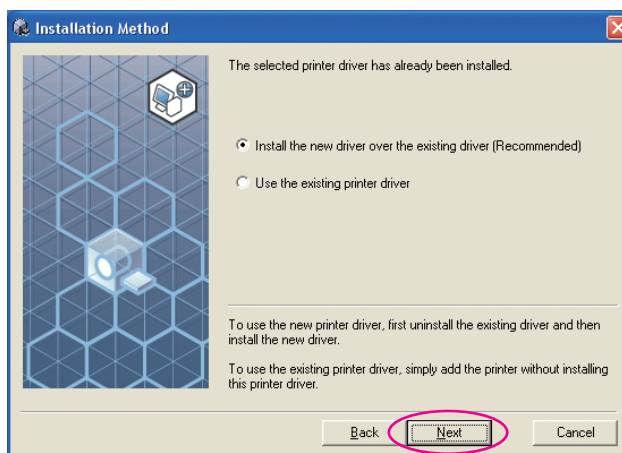 Installation Method
The selected printer driver has already been installed.
Install the new driver over the existing driver (Recommended)
Use the existing printer driver
To use the new printer driver, first uninstall the existing driver and then
install the new driver.
To use the existing printer driver, simply add the printer without installing
this printer driver.
Back
Next
Cancel